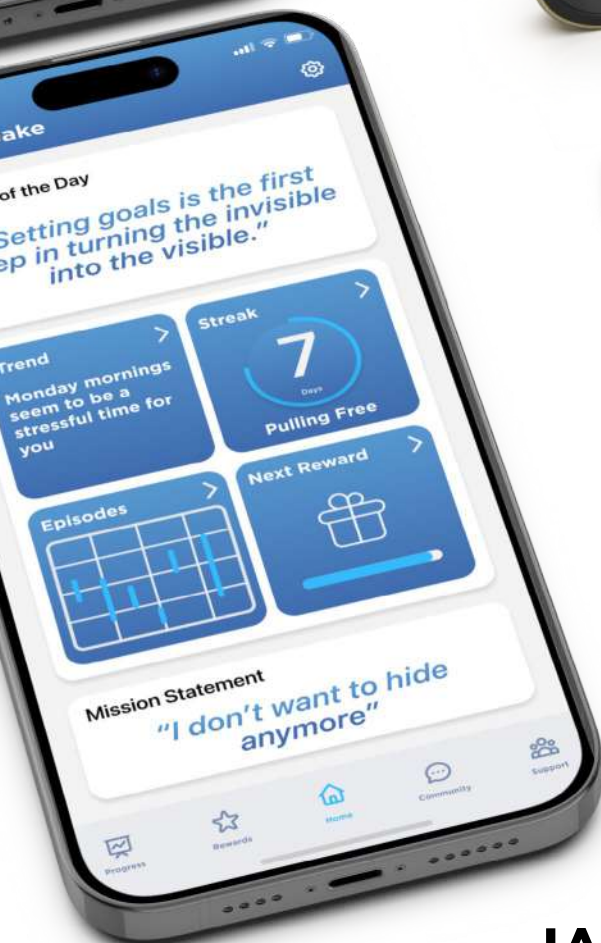 ake
of the Day
Setting goals is the first
ep in turning the invisible
into the visible.”
Trend
Monday mornings
seem to be a
stressful time for
you
Streak
7
Days
Pulling Free
Episodes
Next Reward
Mission Statement
“I don’t want to hide
anymore”
Progress
Rewards
Home
Community
Support